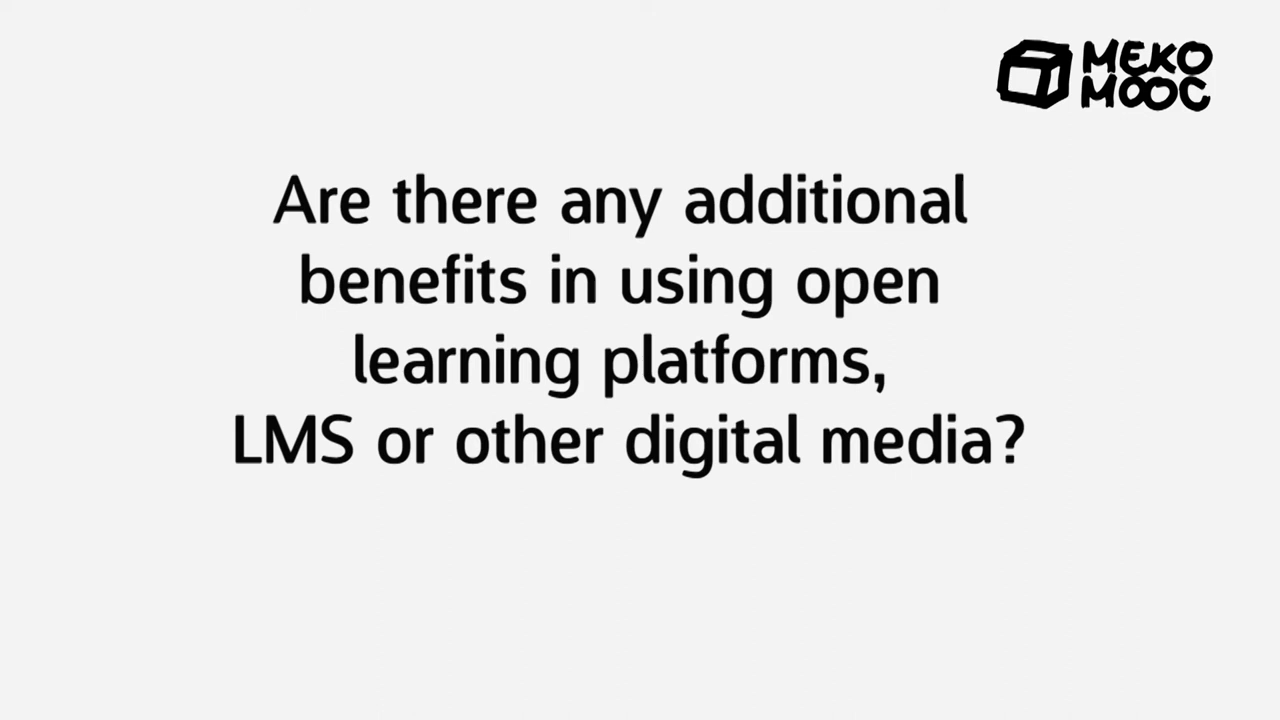 MEKO
MOOC
Are there any additional
benefits in using open
learning platforms,
LMS or other digital media?